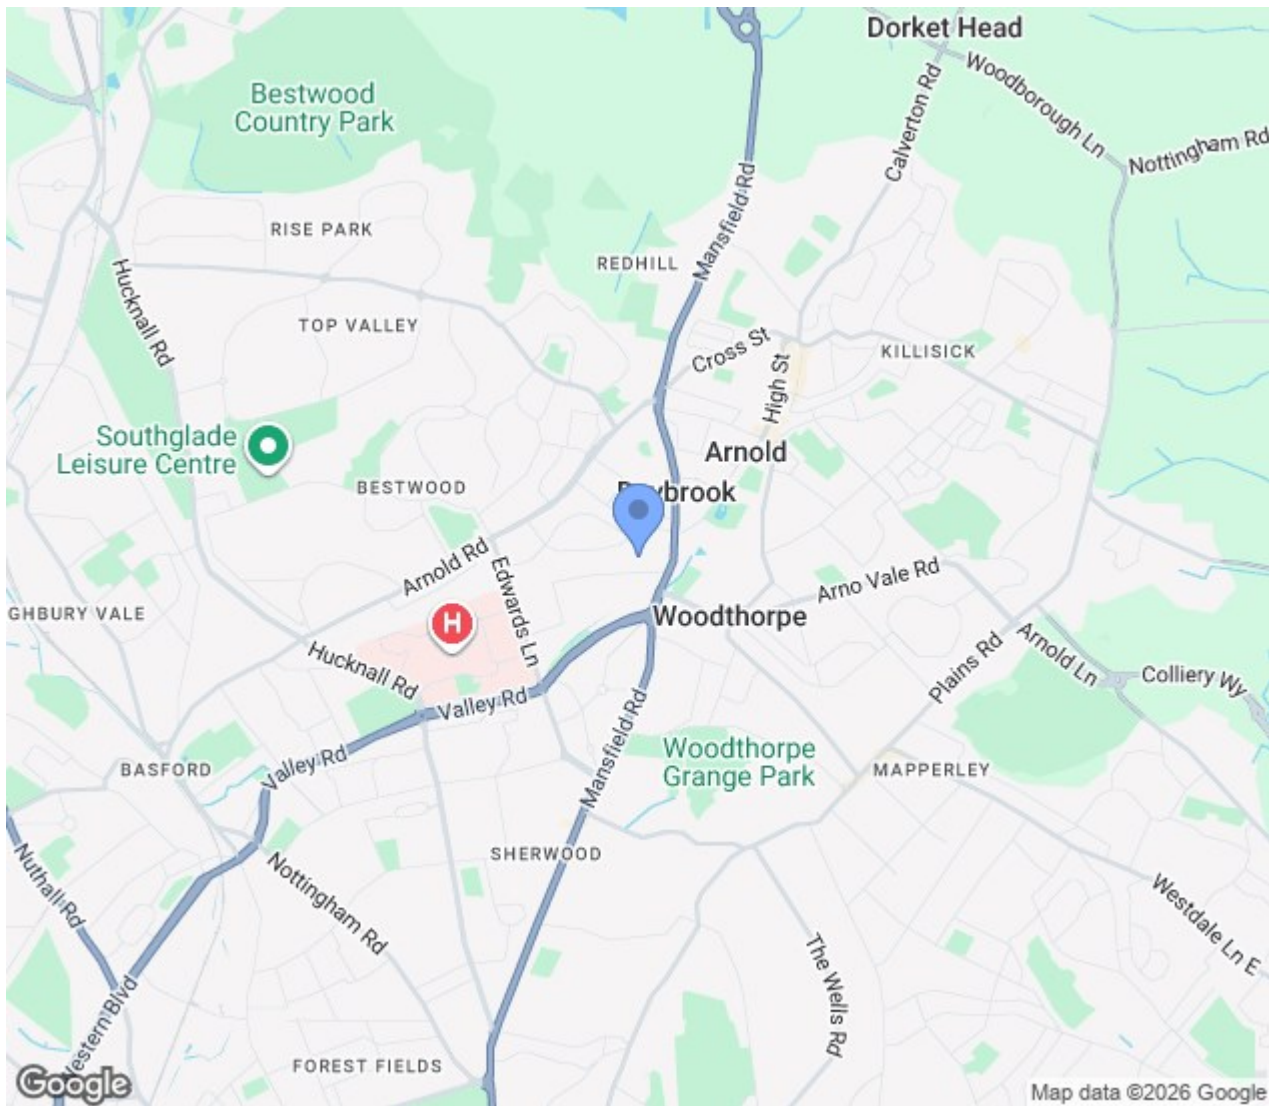 Dorket Head
Woodborough Ln
Calverton Rd
Nottingham Rd
Bestwood
Country Park
Mansfield Rd
RISE PARK
REDHILL
Hucknall Rd
TOP VALLEY
Cross St
KILLISICK
High St
Southglade
Leisure Centre
Arnold
BESTWOOD
Arnold Rd
Edwards Ln
Arno Vale Rd
GHBURY VALE
H
Woodthorpe
Hucknall Rd
Plains Rd
Arnold Ln
Colliery Wy
Valley Rd
Mansfield Rd
Woodthorpe
Grange Park
BASFORD
Valley Rd
MAPPERLEY
SHERWOOD
Nuthall Rd
Nottingham Rd
Westdale Ln E
The Wells Rd
Western Blvd
FOREST FIELDS
Google
Map data ©2026 Google